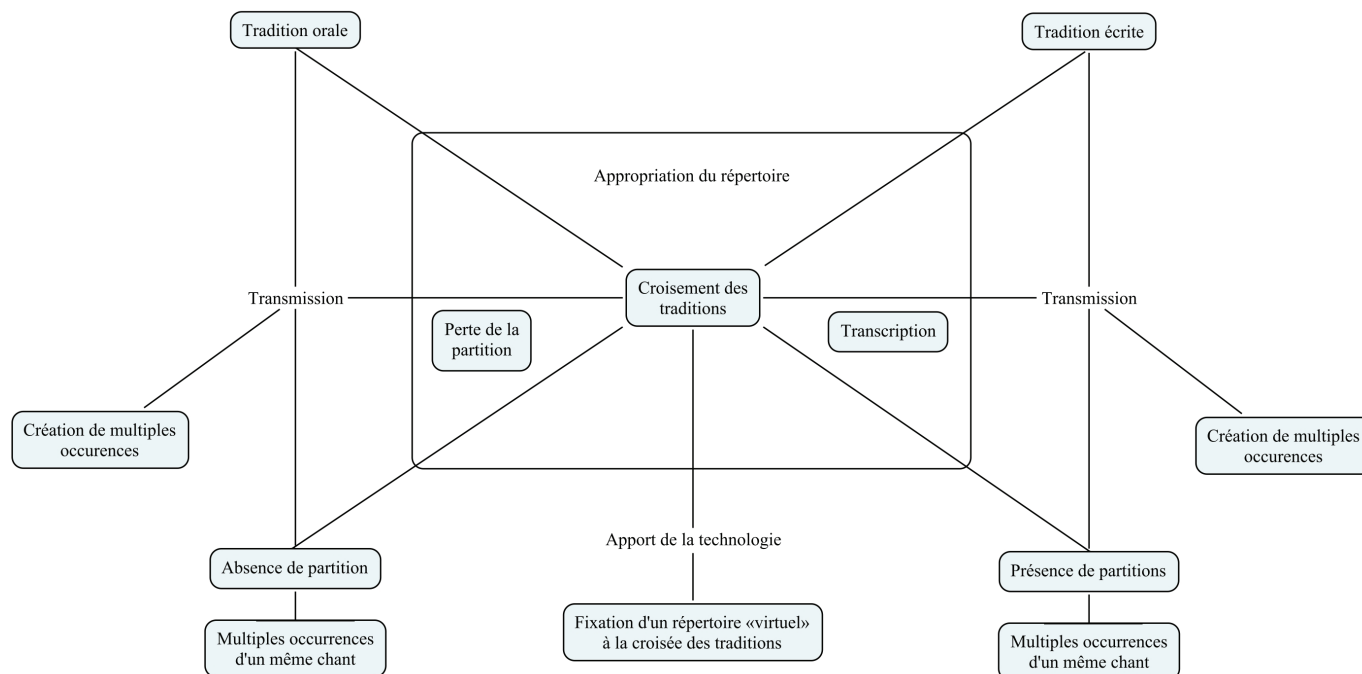 Tradition orale
Tradition écrite
Appropriation du répertoire
Transmission
Croisement des
traditions
Transmission
Perte de la
partition
Transcription
Création de multiples
occurences
Création de multiples
occurences
Apport de la technologie
Absence de partition
Présence de partitions
Multiples occurrences
d'un même chant
Fixation d'un répertoire «virtuel»
à la croisée des traditions
Multiples occurrences
d'un même chant